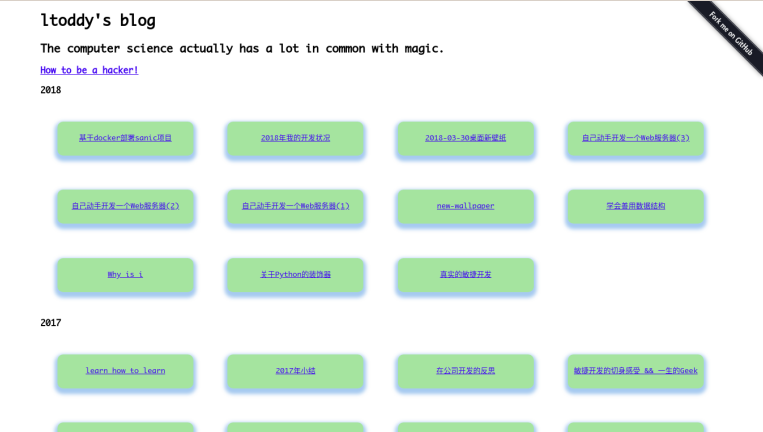 ltoddy's blog
Fork me on GitHub
The computer science actually has a lot in common with magic.
How to be a hacker!
2018
基于docker部署sanic项目
2018年我的开发状况
2018-03-30桌面新壁纸
自己动手开发一个Web服务器(3)
自己动手开发一个Web服务器(2)
自己动手开发一个Web服务器(1)
new-wallpaper
学会善用数据结构
Why is i
关于Python的装饰器
真实的敏捷开发
2017
learn how to learn
2017年小结
在公司开发的反思
敏捷开发的切身感受 && 一生的Geek